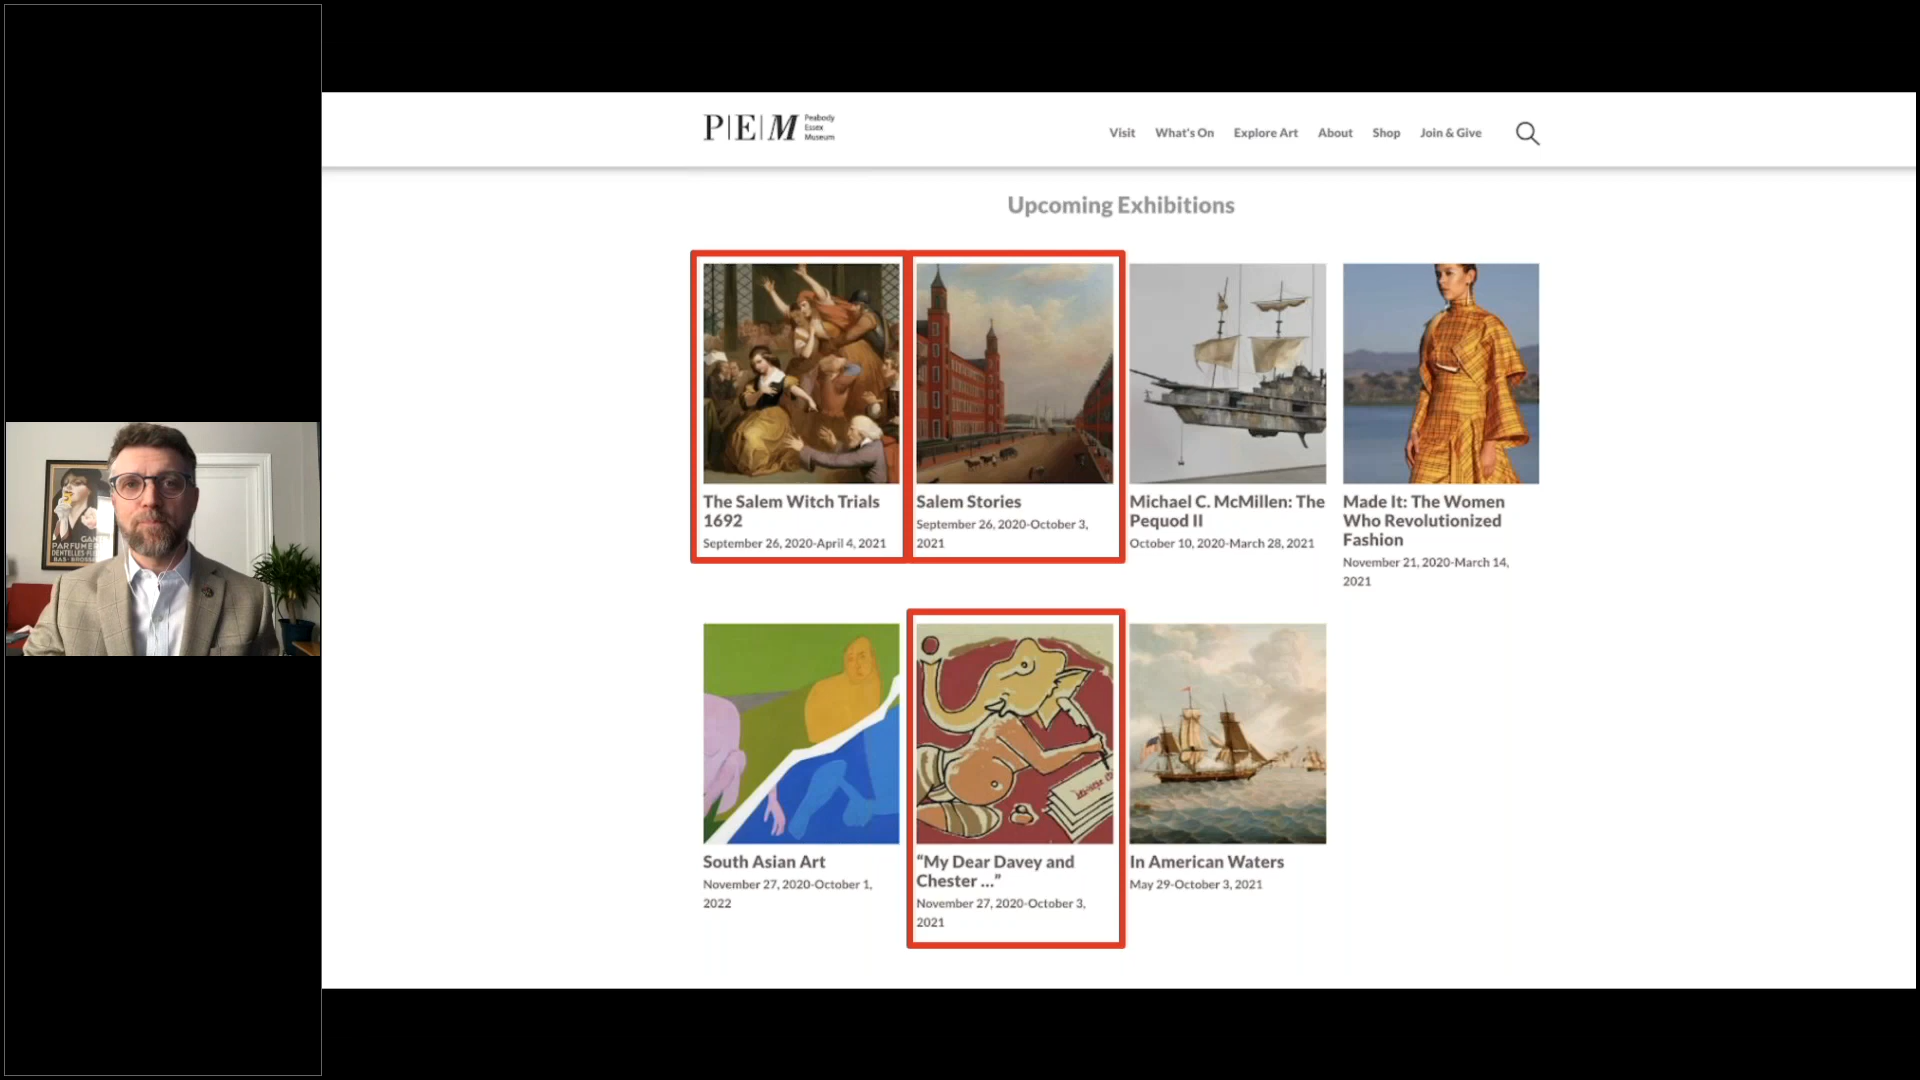 P|E|M Peabody
Essex
Museum
Visit What's On Explore Art About Shop Join & Give
Upcoming Exhibitions
The Salem Witch Trials
1692
September 26, 2020-April 4, 2021
Salem Stories
September 26, 2020-October 3,
2021
Michael C. McMillen: The
Pequod II
October 10, 2020-March 28, 2021
Made It: The Women
Who Revolutionized
Fashion
November 21, 2020-March 14,
2021
South Asian Art
November 27, 2020-October 1,
2022
“My Dear Davey and
Chester ...”
November 27, 2020-October 3,
2021
In American Waters
May 29-October 3, 2021
PARFUMER
DENTELLES